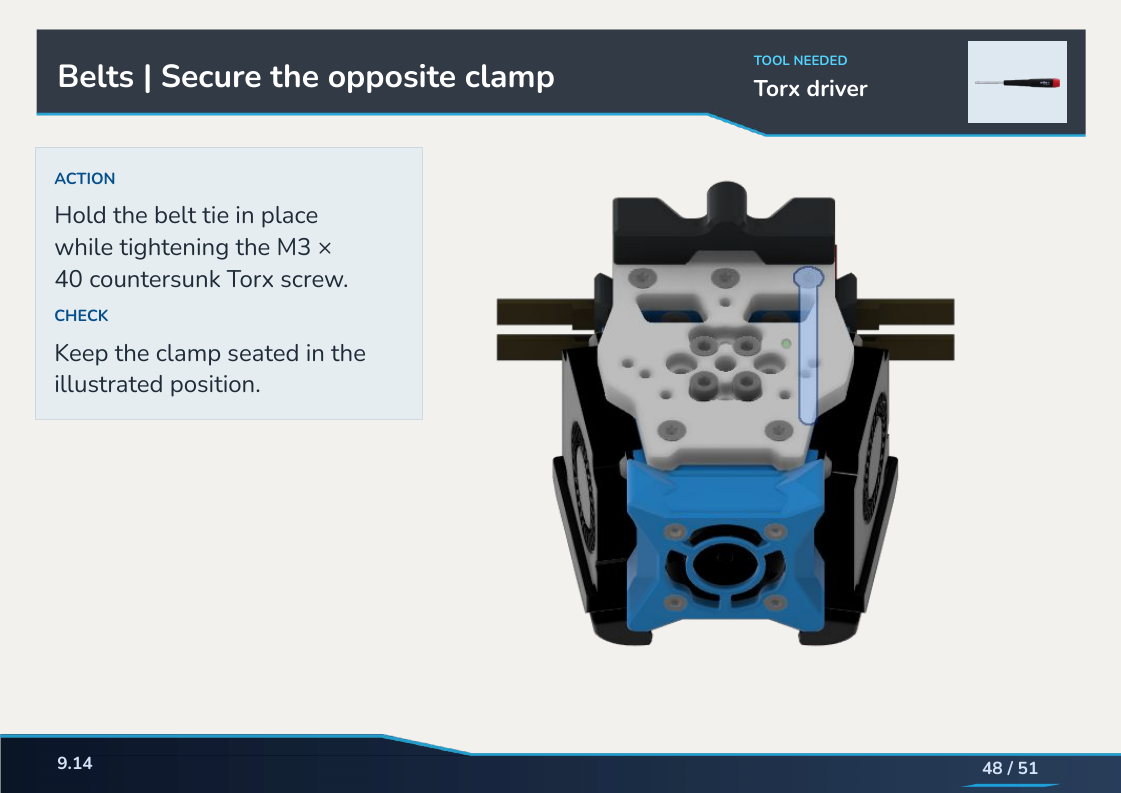 Belts | Secure the opposite clamp
TOOL NEEDED
Torx driver
ACTION
Hold the belt tie in place
while tightening the M3 ×
40 countersunk Torx screw.
CHECK
Keep the clamp seated in the
illustrated position.
9.14
48 / 51